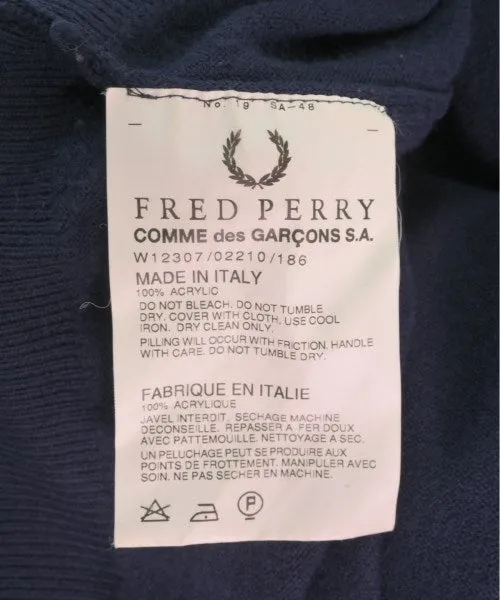 No. 19 SA-48
FRED PERRY
COMME des GARÇONS S.A.
W12307/02210/186
MADE IN ITALY
100% ACRYLIC
DO NOT BLEACH. DO NOT TUMBLE
DRY. COVER WITH CLOTH. USE COOL
IRON. DRY CLEAN ONLY.
PILLING WILL OCCUR WITH FRICTION. HANDLE
WITH CARE. DO NOT TUMBLE DRY.
FABRIQUE EN ITALIE
100% ACRYLIQUE
JAVEL INTERDIT. SECHAGE MACHINE
DECONSEILLE. REPASSER A FER DOUX
AVEC PATTEMOUILLE. NETTOYAGE A SEC.
UN PELUCHAGE PEUT SE PRODUIRE AUX
POINTS DE FROTTEMENT. MANIPULER AVEC
SOIN. NE PAS SECHER EN MACHINE.
P